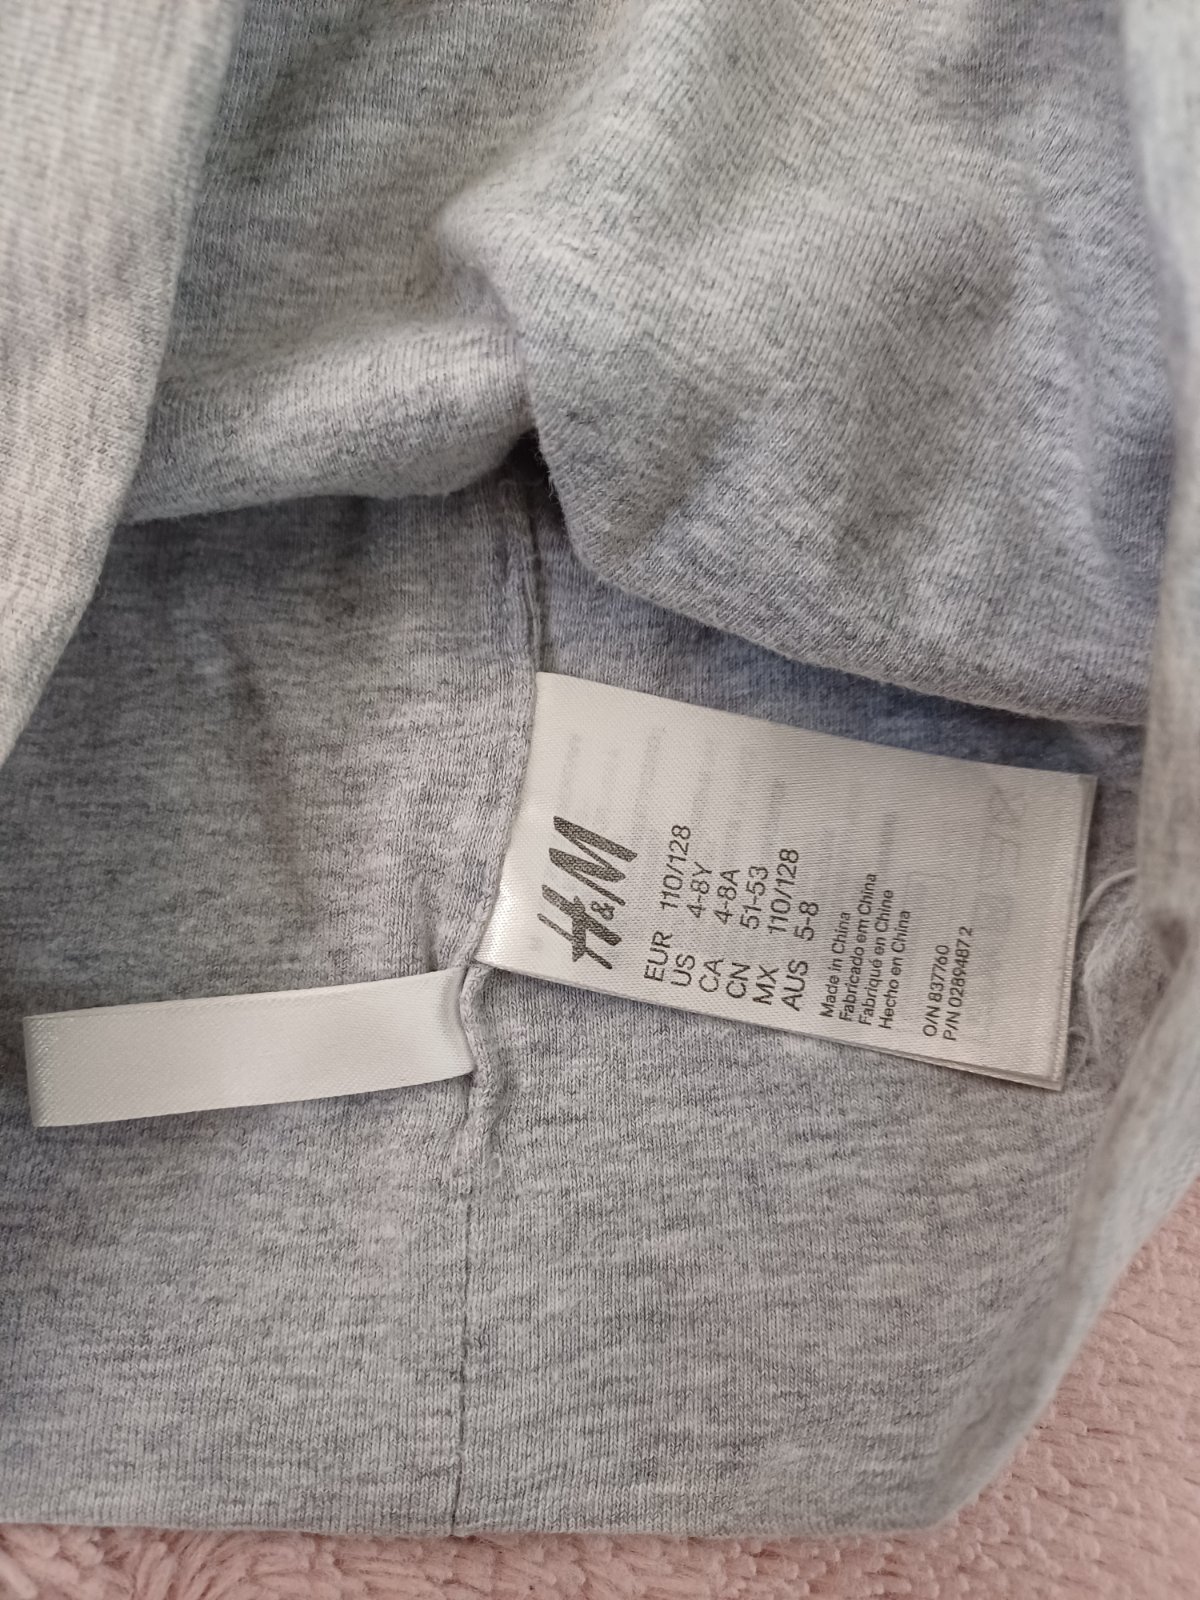 H&M
EUR 110/128
US 4-8Y
CA 4-8A
CN 51-53
MX 110/128
AUS 5-8
Made in China
Fabricado em China
Fabriqué en Chine
Hecho en China
O/N 837760
P/N 02894872